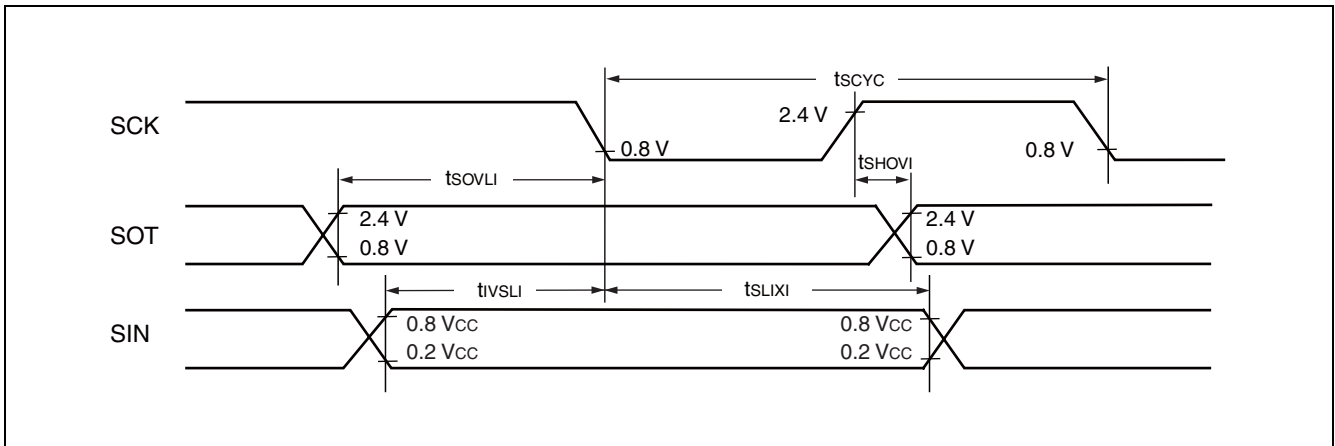 tSCYC
SCK
2.4 V
0.8 V
0.8 V
tSHOVI
tSOVLI
SOT
2.4 V
2.4 V
0.8 V
0.8 V
tIVSLI
tSLIXI
SIN
0.8 VCC
0.8 VCC
0.2 VCC
0.2 VCC